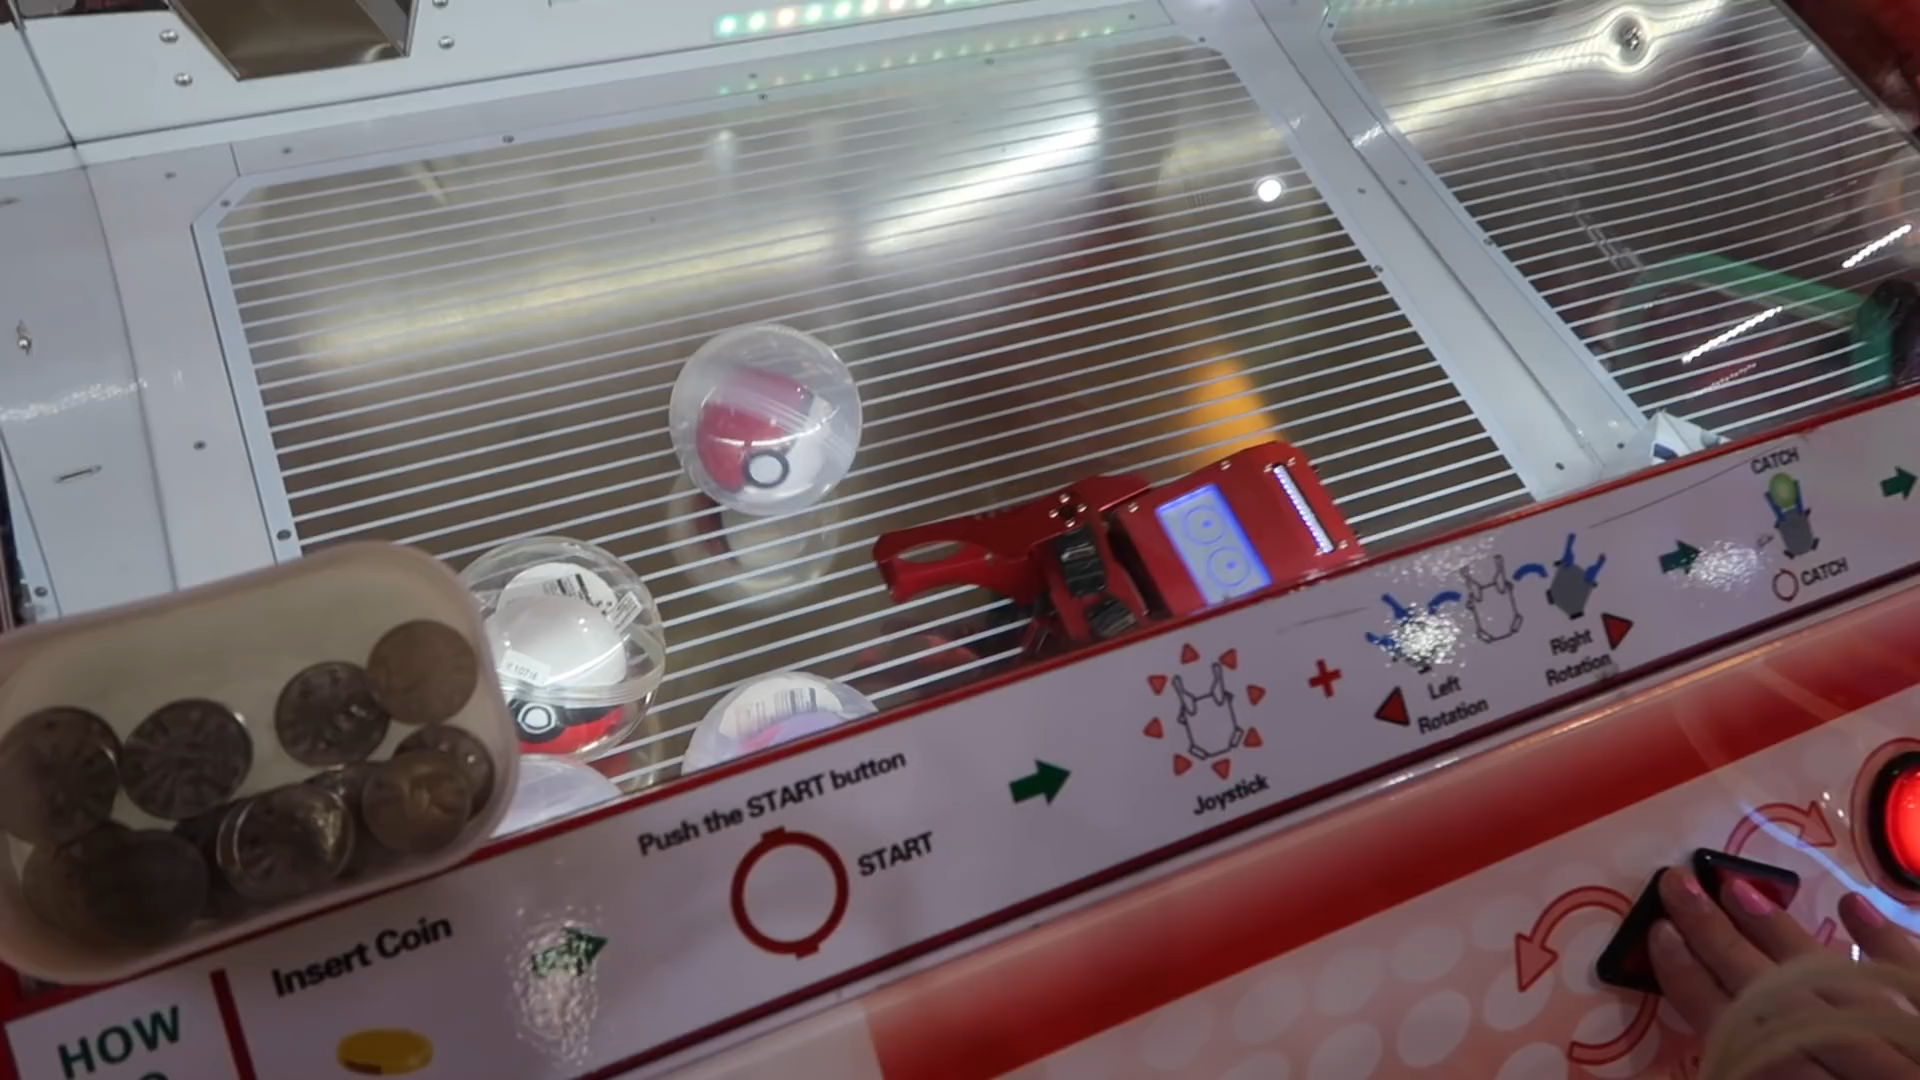 CATCH
CATCH
Right
Rotation
Left
Rotation
Joystick
Push the START button
START
Insert Coin
HOW